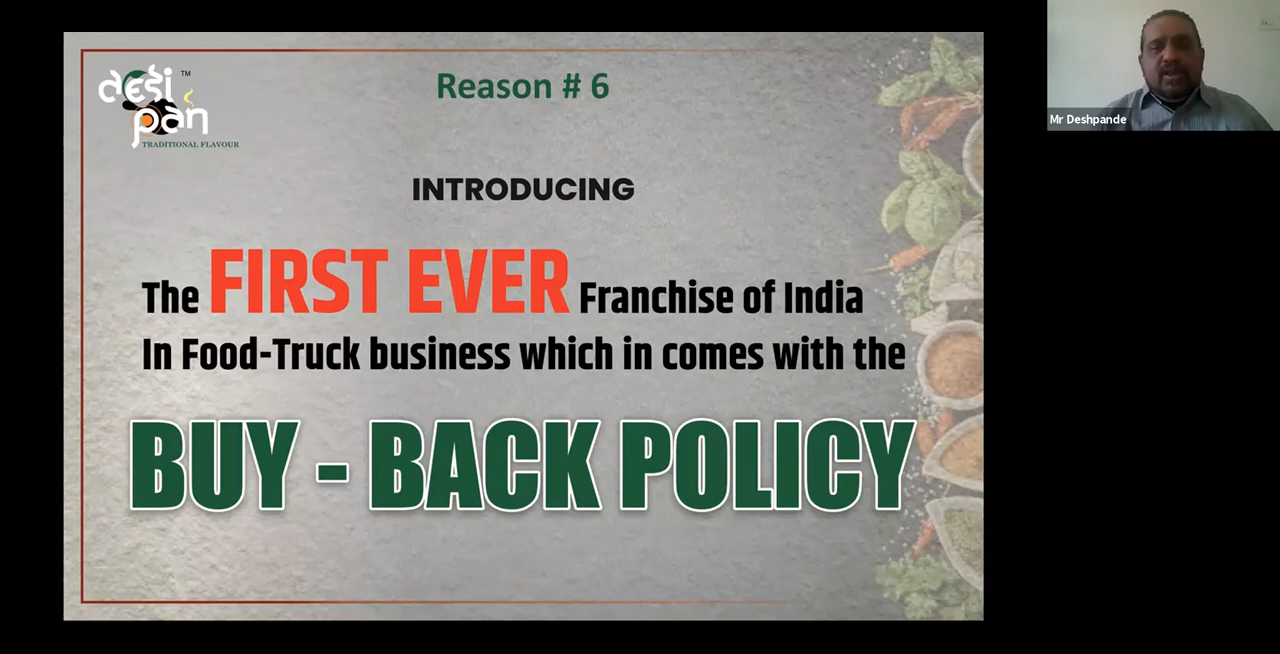 desi
pan
TM
TRADITIONAL FLAVOUR
Reason # 6
INTRODUCING
The FIRST EVER Franchise of India
In Food-Truck business which in comes with the
BUY - BACK POLICY
Mr Deshpande